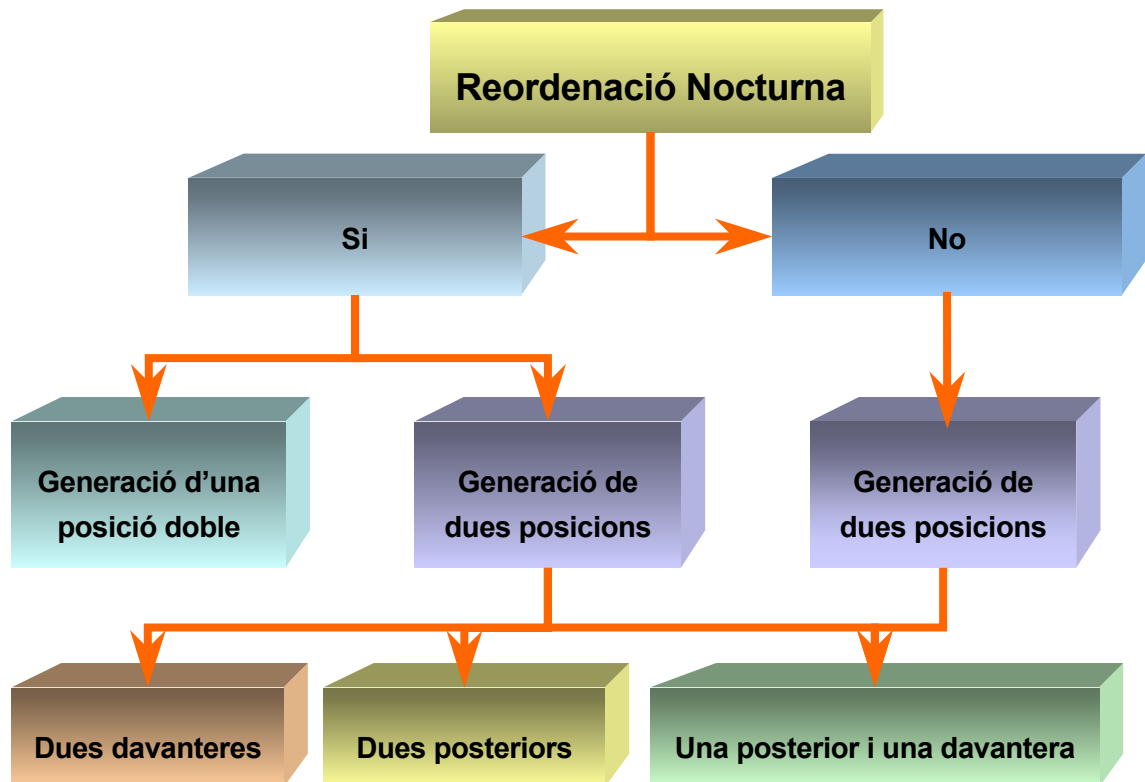 Reordenació Nocturna
Si
No
Generació d’una
posició doble
Generació de
dues posicions
Generació de
dues posicions
Dues davanteres
Dues posteriors
Una posterior i una davantera